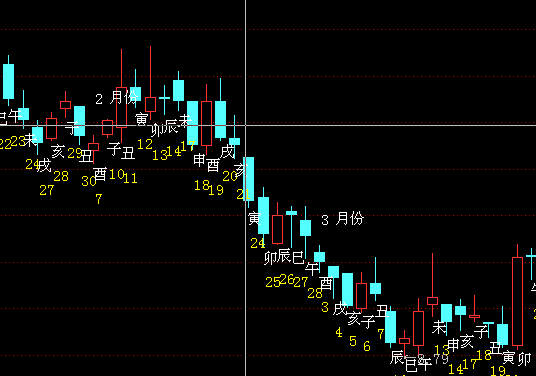 2 月份
巳 午 未 戌 亥 子 丑 酉 子 丑 寅 卯 辰 未 申 酉 戌 亥
22 23 24 27 28 29 30 7 10 11 12 13 14 18 19 20
3 月份
寅 卯 辰 巳 午 酉 戌 亥 子 丑
24 25 26 27 28 3 4 5 6 7
辰 巳 午 未 申 亥 子 丑 寅 卯
13 14 17 18 19